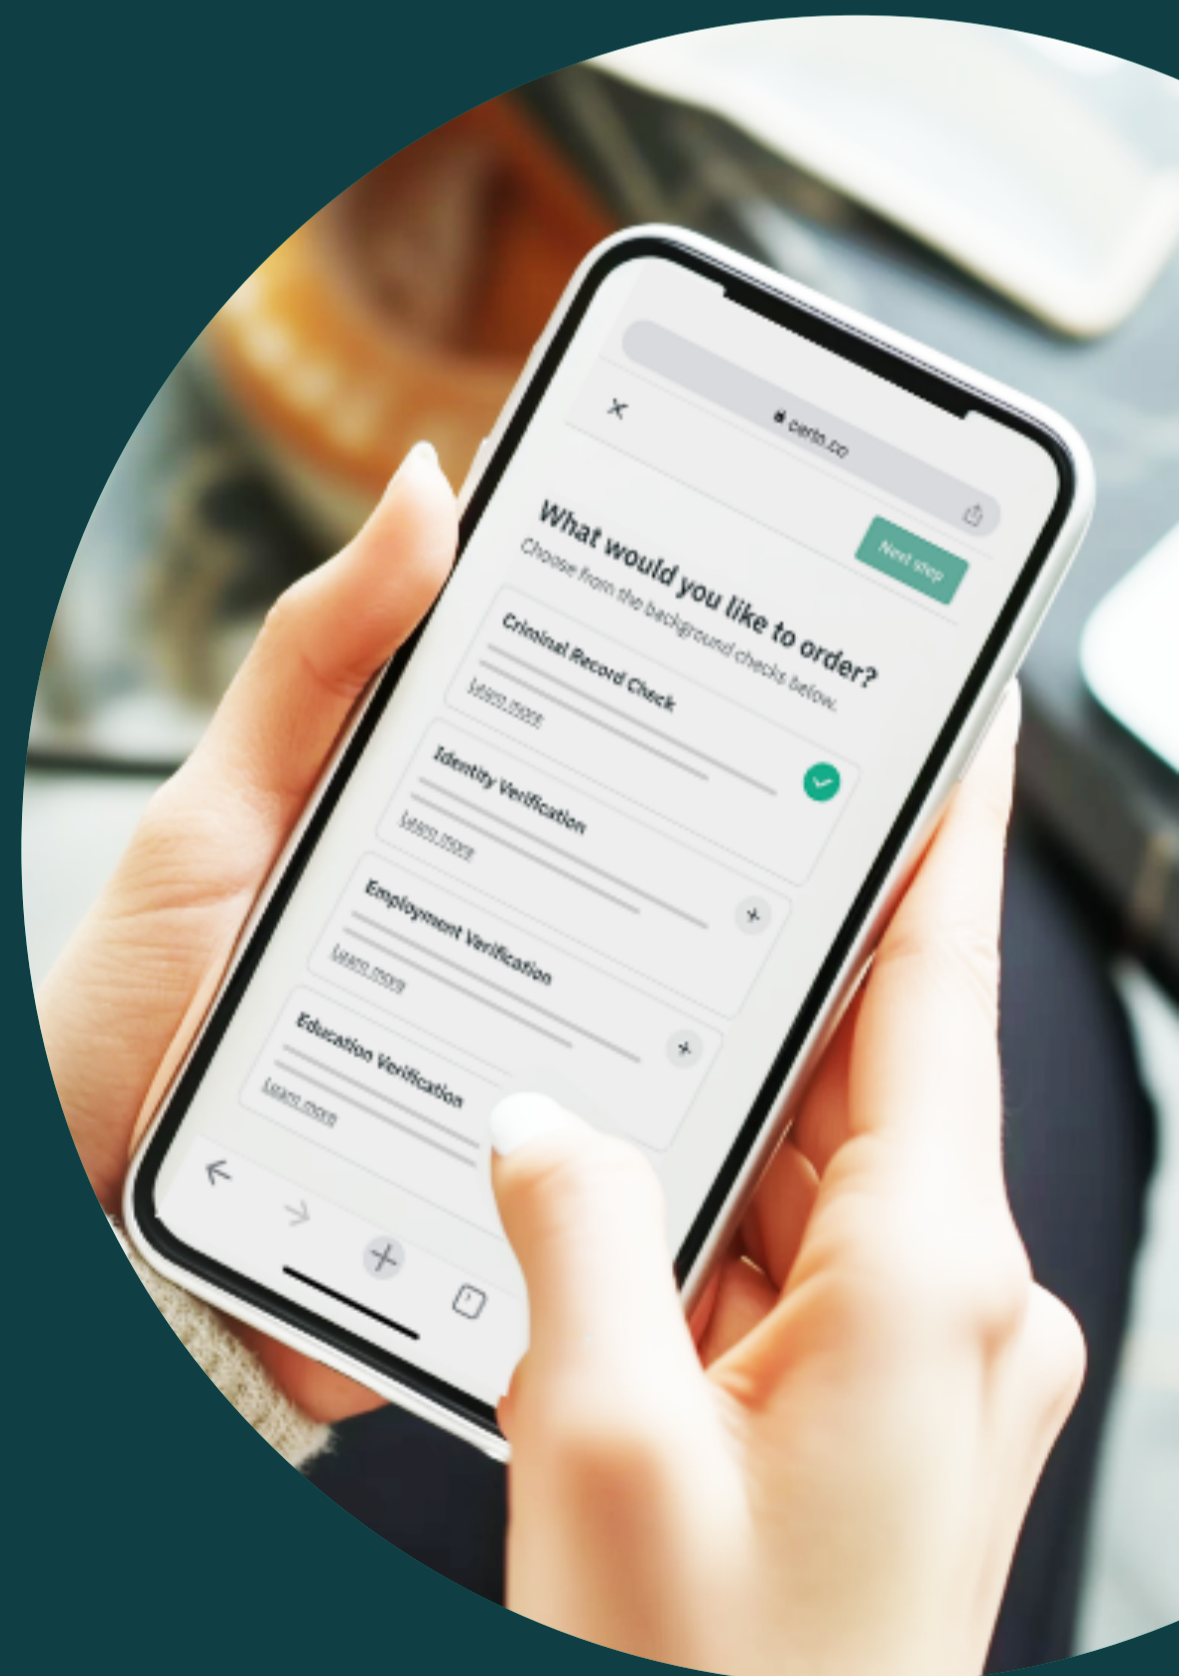 certn.co
Next step
What would you like to order?
Choose from the background checks below.
Criminal Record Check
Learn more
Identity Verification
Learn more
Employment Verification
Learn more
Education Verification
Learn more